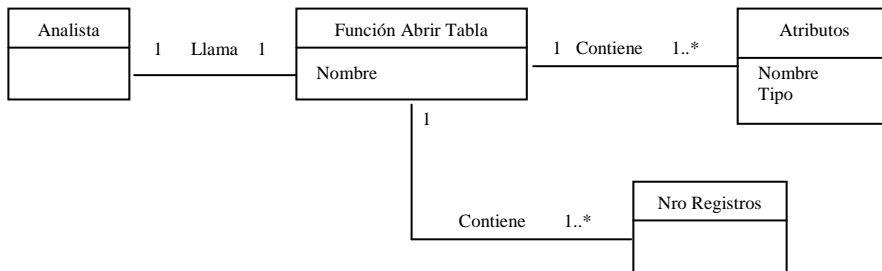 Analista
Función Abrir Tabla
Atributos
1 Llama 1
1 Contiene 1..*
Nombre
Nombre
Tipo
1
Nro Registros
Contiene 1..*